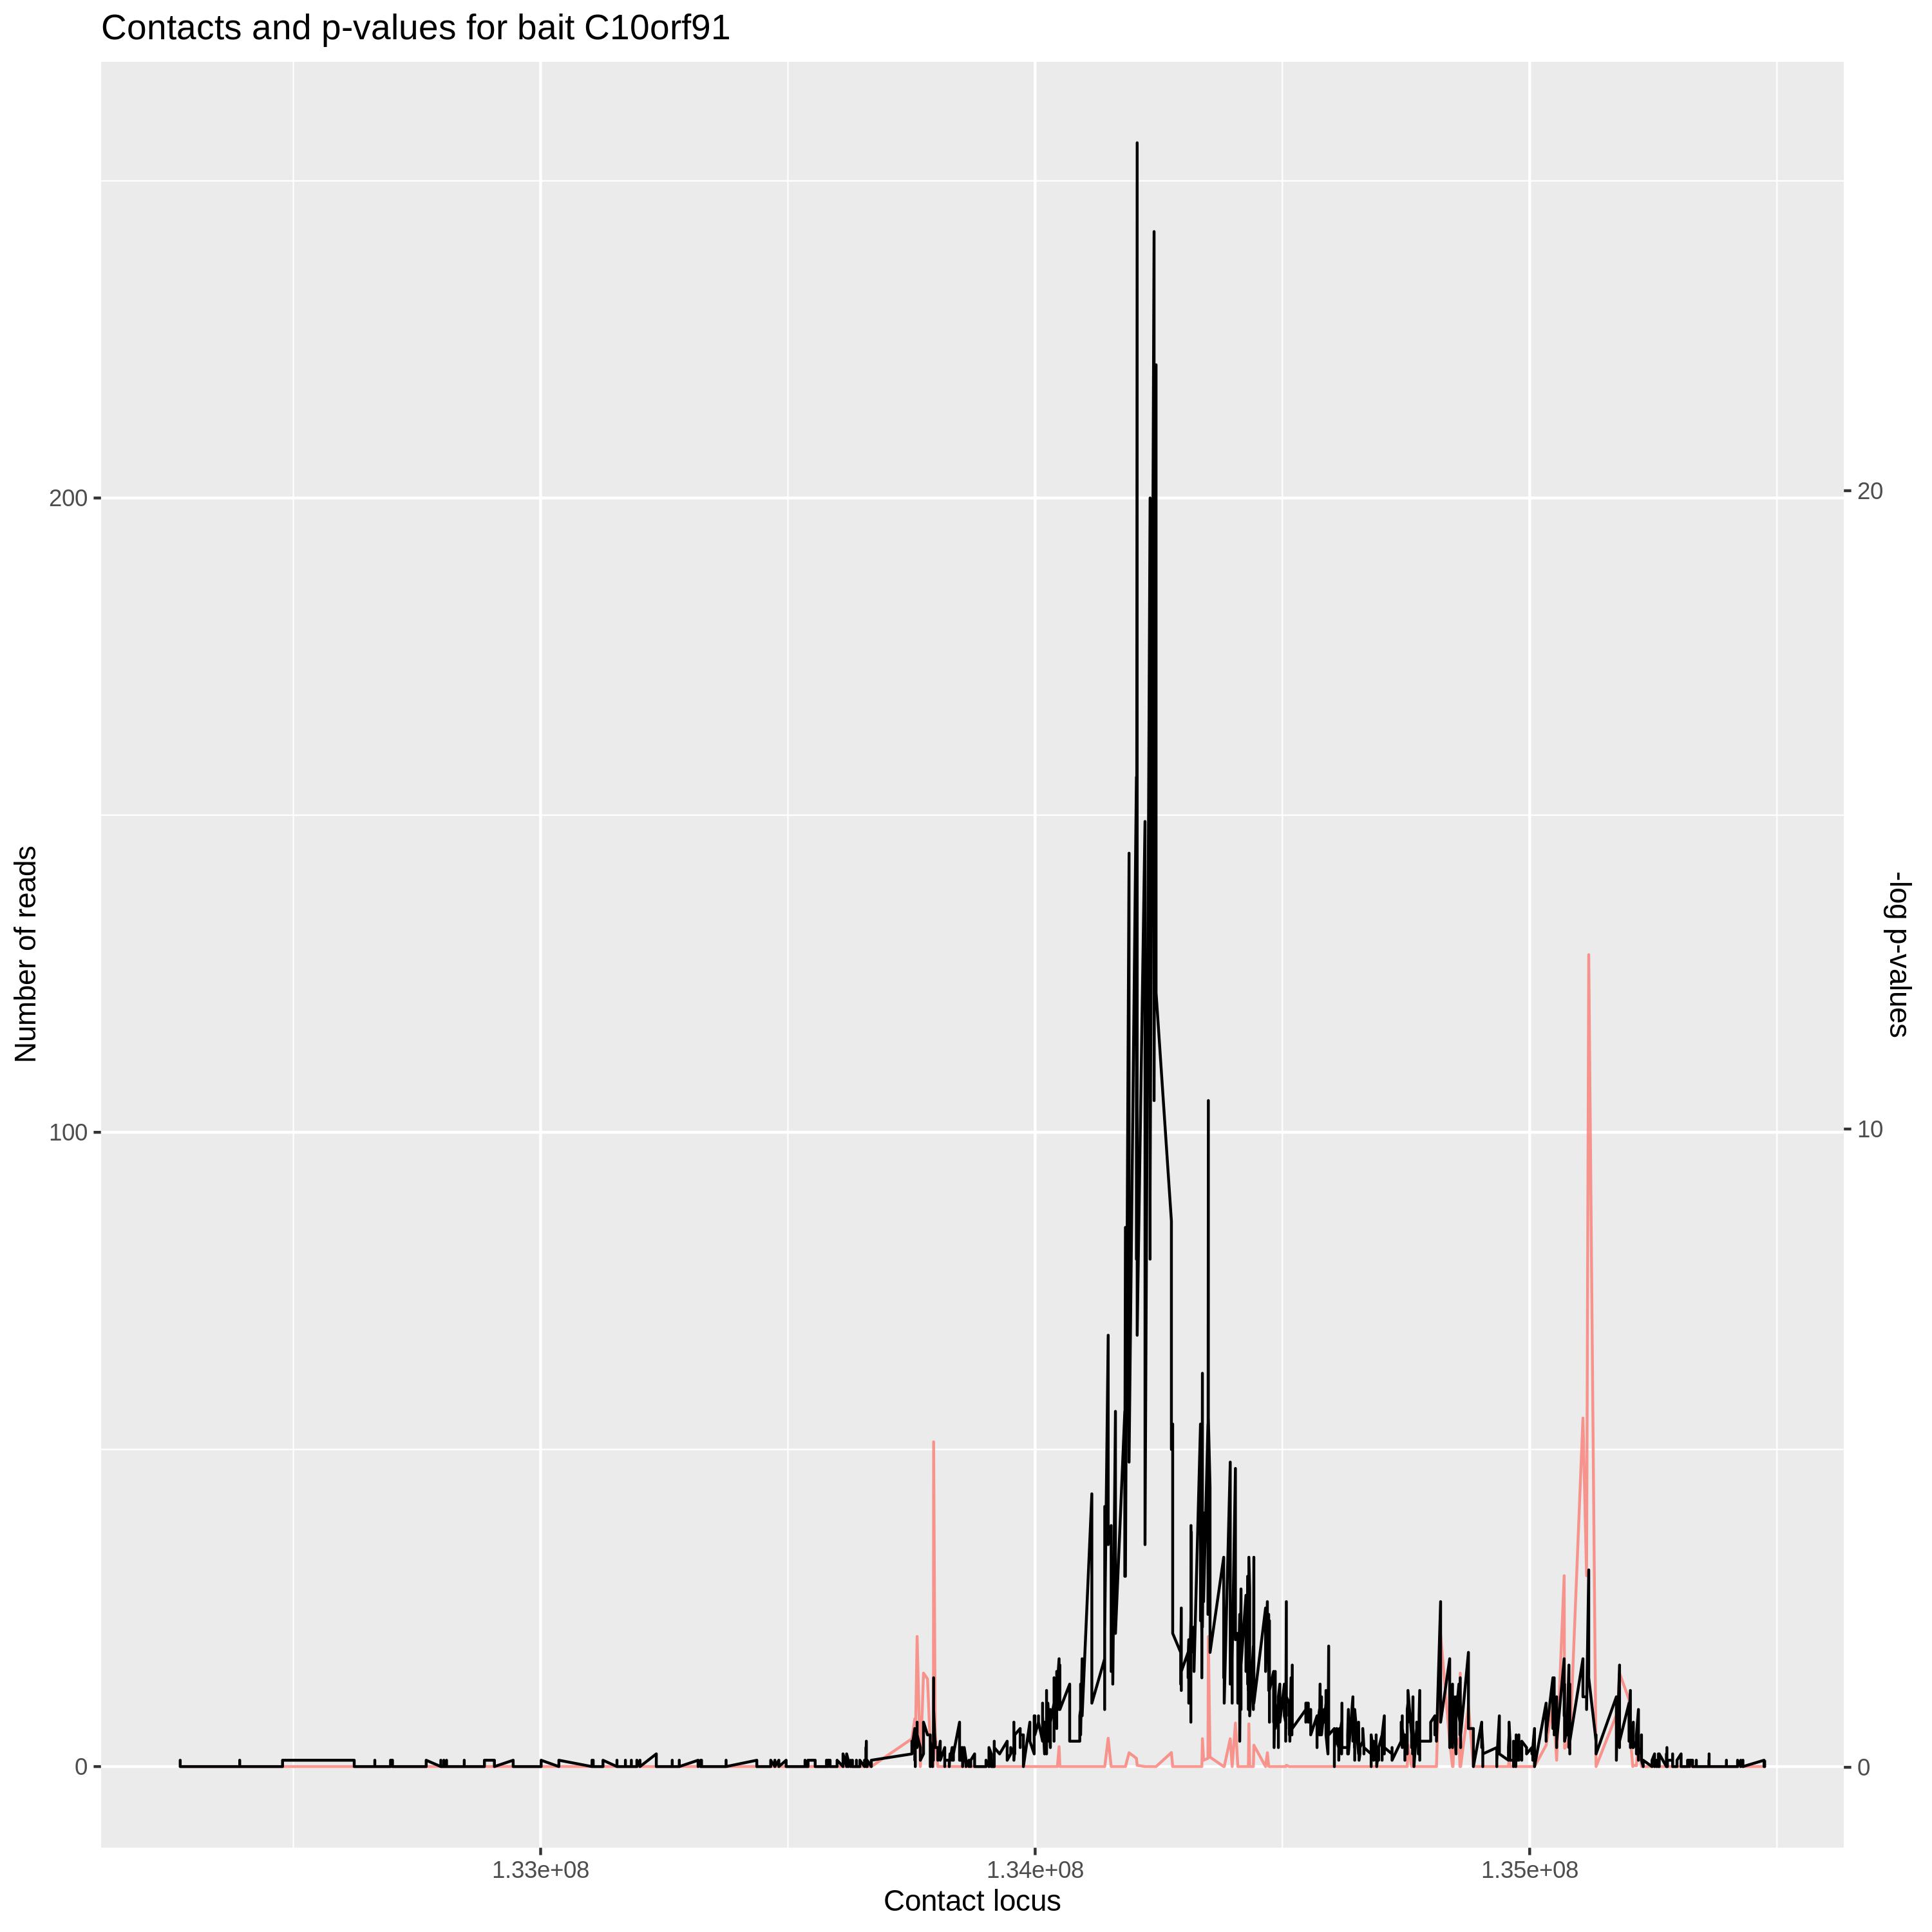 Contacts and p-values for bait C10orf91
Number of reads
200
100
0
20
10
0
-log p-values
1.33e+08
1.34e+08
1.35e+08
Contact locus